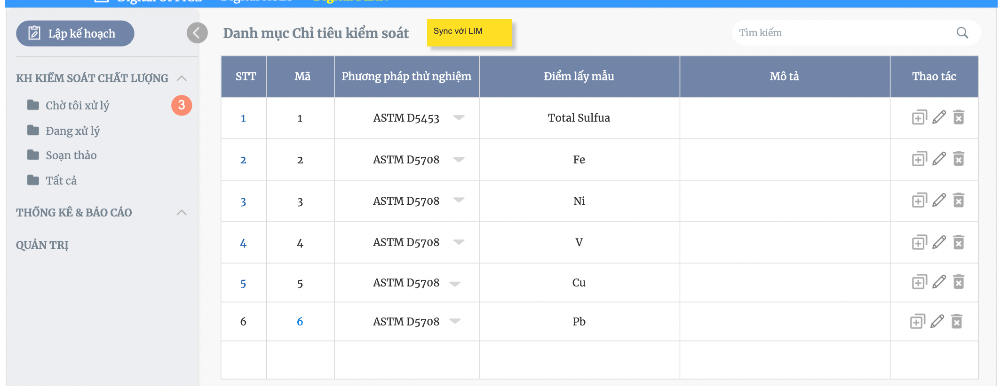 Digital OFFICE
Lập kế hoạch
Danh mục Chỉ tiêu kiểm soát
Sync với LIM
Tìm kiếm
KH KIỂM SOÁT CHẤT LƯỢNG
Chờ tôi xử lý 3
Đang xử lý
Soạn thảo
Tất cả
THỐNG KÊ & BÁO CÁO
QUẢN TRỊ
STT Mã Phương pháp thử nghiệm Điểm lấy mẫu Mô tả Thao tác
1 1 ASTM D5453 Total Sulfua
2 2 ASTM D5708 Fe
3 3 ASTM D5708 Ni
4 4 ASTM D5708 V
5 5 ASTM D5708 Cu
6 6 ASTM D5708 Pb